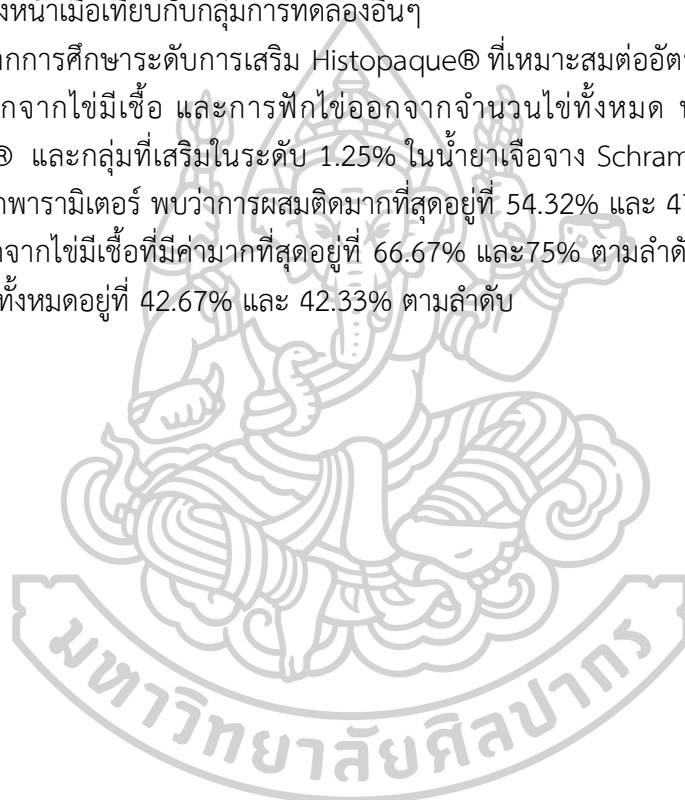 งหน้าเมื่อเทียบกับกลุ่มการทดลองอื่นๆ
ากการศึกษาระดับการเสริม Histopaque® ที่เหมาะสมต่ออัต
กจากไข่มีเชื้อ และการฟักไข่ออกจากจำนวนไข่ทั้งหมด
® และกลุ่มที่เสริมในระดับ 1.25% ในน้ำยาเจือจาง Schram
กพารามิเตอร์ พบว่าการผสมติดมากที่สุดอยู่ที่ 54.32% และ 4
จากไข่มีเชื้อที่มีค่ามากที่สุดอยู่ที่ 66.67% และ75% ตามลำดั
ทั้งหมดอยู่ที่ 42.67% และ 42.33% ตามลำดับ
มหาวิทยาลัยศิลปากร